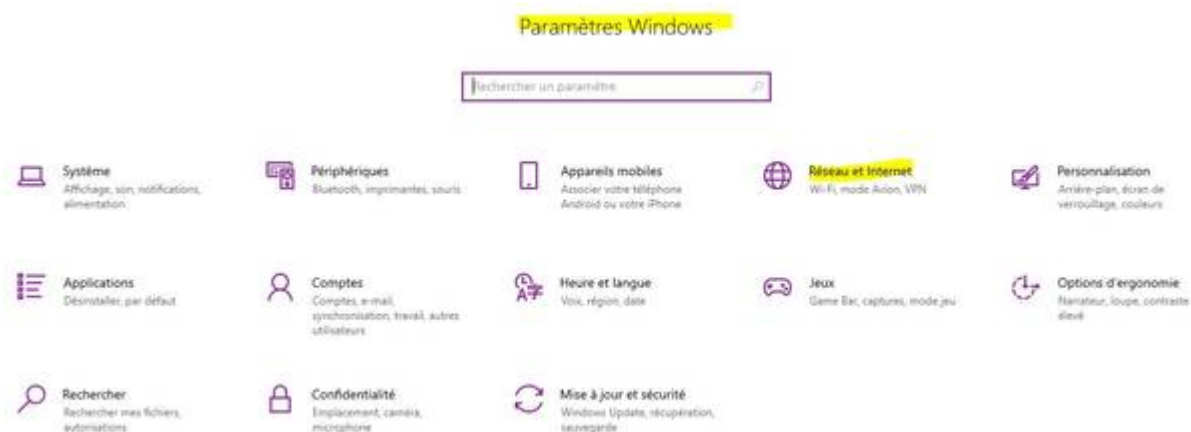 Paramètres Windows
Rechercher un paramètre
Système
Affichage, son, notifications,
alimentation
Périphériques
Bluetooth, imprimantes, souris
Appareils mobiles
Associer votre téléphone
Android ou votre iPhone
Réseau et Internet
Wi-Fi, mode Avion, VPN
Personnalisation
Arrière-plan, écran de
verrouillage, couleurs
Applications
Désinstaller, par défaut
Comptes
Comptes, e-mail,
synchronisation, travail, autres
utilisateurs
Heure et langue
Voix, région, date
Jeux
Game Bar, captures, mode jeu
Options d'ergonomie
Narrateur, loupe, contraste
élevé
Rechercher
Rechercher mes fichiers,
autorisations
Confidentialité
Emplacement, caméra,
microphone
Mise à jour et sécurité
Windows Update, récupération,
sauvegarde